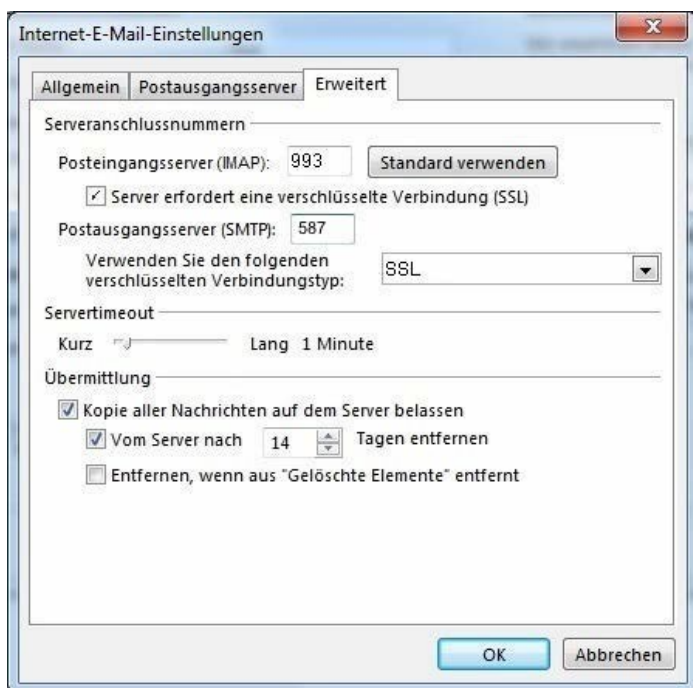 Internet-E-Mail-Einstellungen
Allgemein Postausgangsserver Erweitert
Serveranschlussnummern
Posteingangsserver (IMAP): 993 Standard verwenden
Server erfordert eine verschlüsselte Verbindung (SSL)
Postausgangsserver (SMTP): 587
Verwenden Sie den folgenden
verschlüsselten Verbindungstyp: SSL
Servertimeout
Kurz Lang 1 Minute
Übermittlung
Kopie aller Nachrichten auf dem Server belassen
Vom Server nach 14 Tagen entfernen
Entfernen, wenn aus "Gelöschte Elemente" entfernt
OK Abbrechen